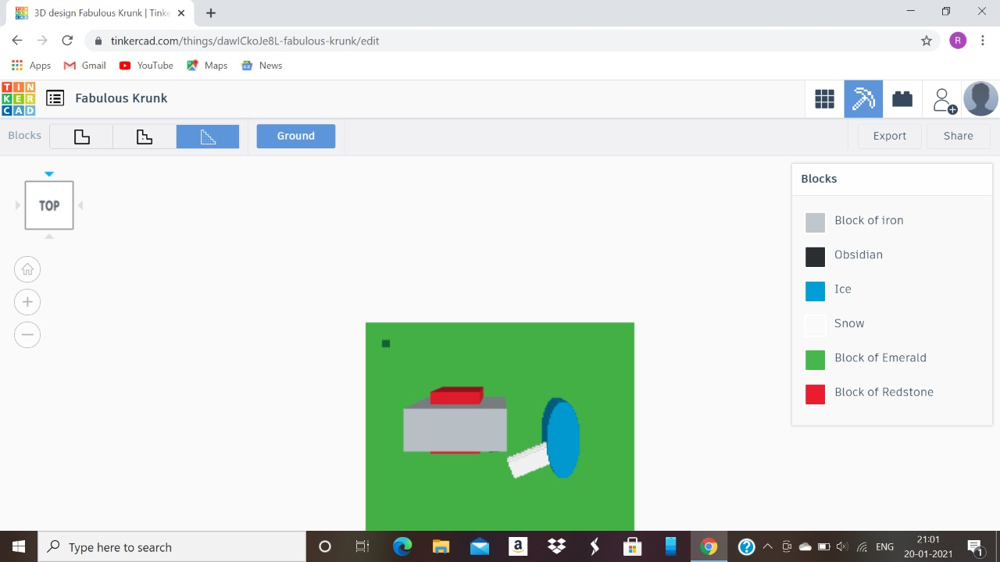 3D design Fabulous Krunk | Tinke
tinkercad.com/things/dawICkoJe8L-fabulous-krunk/edit
R
Apps Gmail YouTube Maps News
TIN
KER
CAD
Fabulous Krunk
Blocks Ground Export Share
TOP
Blocks
Block of iron
Obsidian
Ice
Snow
Block of Emerald
Block of Redstone
Type here to search
a
ENG
21:01
20-01-2021
1